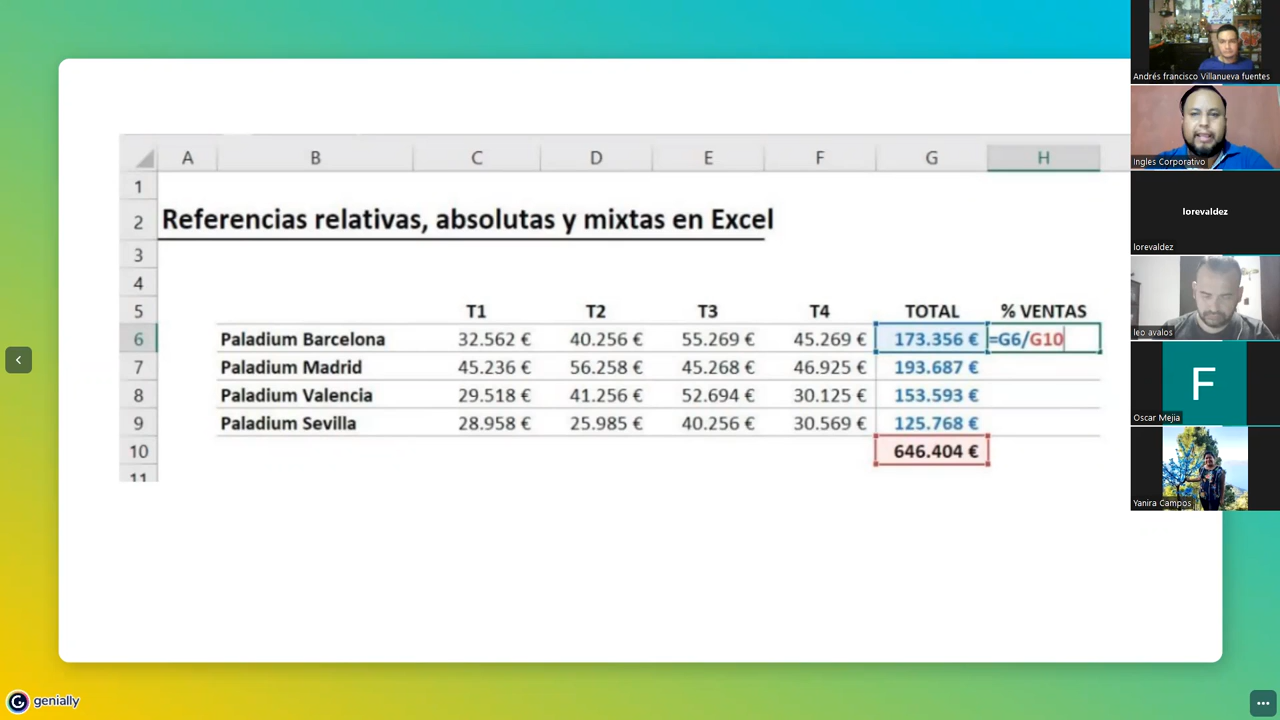 A B C D E F G H
1
2 Referencias relativas, absolutas y mixtas en Excel
3
4
5 T1 T2 T3 T4 TOTAL % VENTAS
6 Paladium Barcelona 32.562 € 40.256 € 55.269 € 45.269 € 173.356 € =G6/G10
7 Paladium Madrid 45.236 € 56.258 € 45.268 € 46.925 € 193.687 €
8 Paladium Valencia 29.518 € 41.256 € 52.694 € 30.125 € 153.593 €
9 Paladium Sevilla 28.958 € 25.985 € 40.256 € 30.569 € 125.768 €
10 646.404 €
11
Andrés francisco Villanueva fuentes
Ingles Corporativo
lorevaldez
lorevaldez
leo avalos
F
Oscar Mejia
Yanira Campos
genially